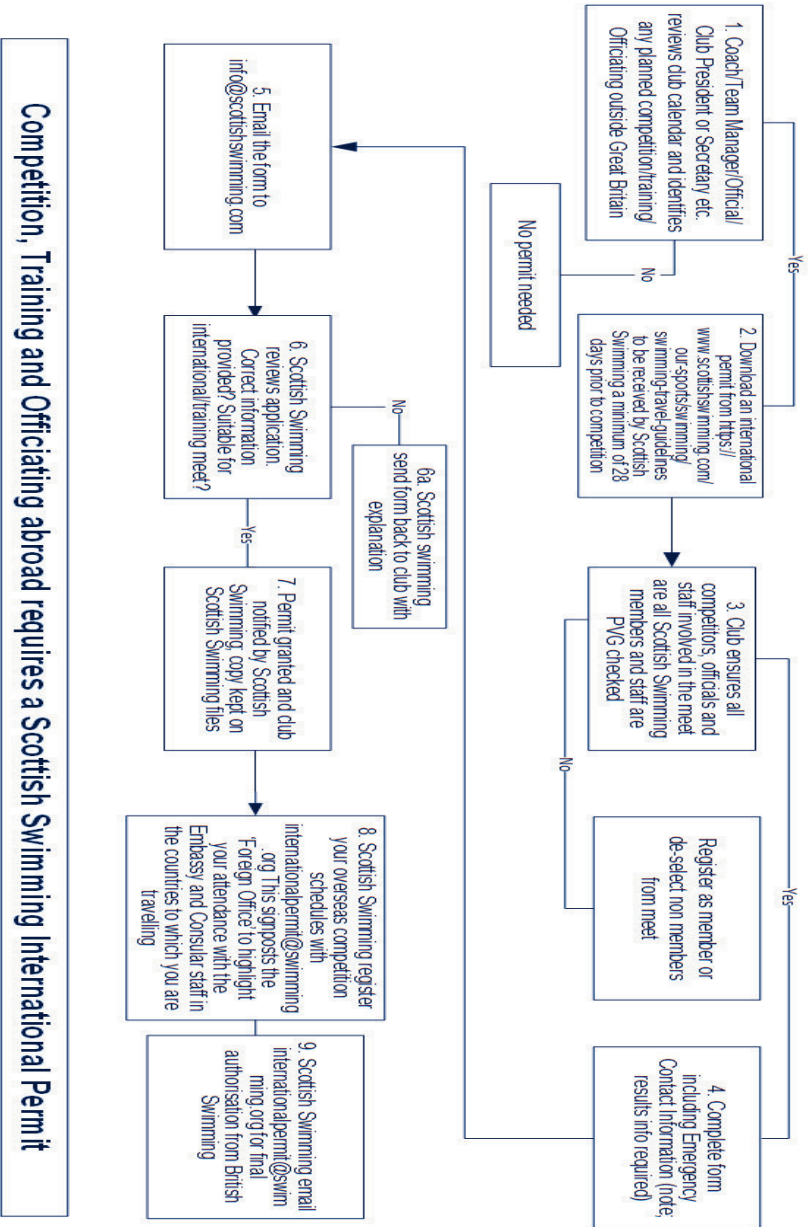 1. Coach/Team Manager/Official/
Club President or Secretary etc.
reviews club calendar and identifies
any planned competition/training/
Officiating outside Great Britain
Yes
No
No permit needed
2. Download an international
permit from https://
www.scottishswimming.com/
our-sports/swimming/
swimming-travel-guidelines
to be received by Scottish
Swimming a minimum of 28
days prior to competition
3. Club ensures all
competitors, officials and
staff involved in the meet
are all Scottish Swimming
members and staff are
PVG checked
Yes
No
Register as member or
de-select non members
from meet
4. Complete form
including Emergency
Contact Information (note;
results info required)
5. Email the form to
info@scottishswimming.com
6. Scottish Swimming
reviews application.
Correct information
provided? Suitable for
international/training meet?
No
6a. Scottish swimming
send form back to club with
explanation
Yes
7. Permit granted and club
notified by Scottish
Swimming; copy kept on
Scottish Swimming files
8. Scottish Swimming register
your overseas competition
schedules with
internationalpermit@swimming
.org This signposts the
'Foreign Office' to highlight
your attendance with the
Embassy and Consular staff in
the countries to which you are
travelling
9. Scottish Swimming email
internationalpermit@swim
ming.org for final
authorisation from British
Swimming
Competition, Training and Officiating abroad requires a Scottish Swimming International Permit